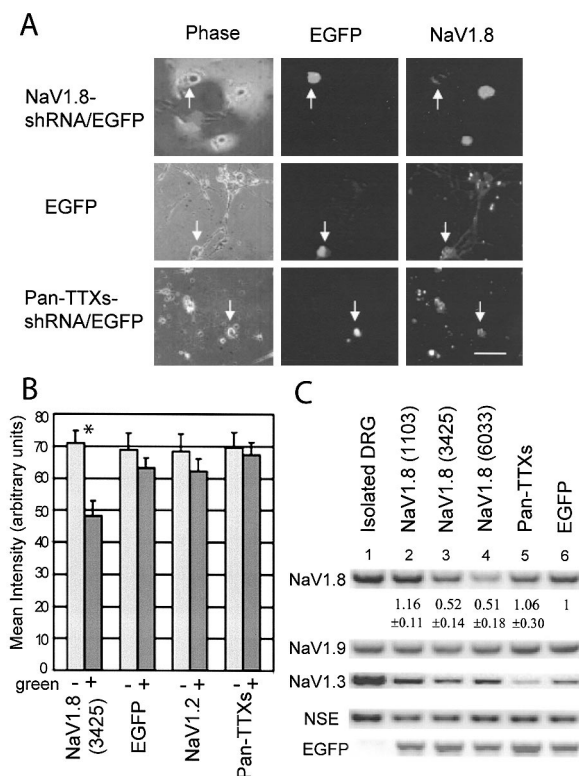 A
Phase EGFP NaV1.8
NaV1.8-
shRNA/EGFP
EGFP
Pan-TTXs-
shRNA/EGFP
B
Mean Intensity (arbitrary units)
80
70
60
50
40
30
20
10
0
*
green - + - + - + - +
NaV1.8
(3425)
EGFP
NaV1.2
Pan-TTXs
C
Isolated DRG
NaV1.8 (1103)
NaV1.8 (3425)
NaV1.8 (6033)
Pan-TTXs
EGFP
1 2 3 4 5 6
NaV1.8
1.16 0.52 0.51 1.06 1
±0.11 ±0.14 ±0.18 ±0.30
NaV1.9
NaV1.3
NSE
EGFP